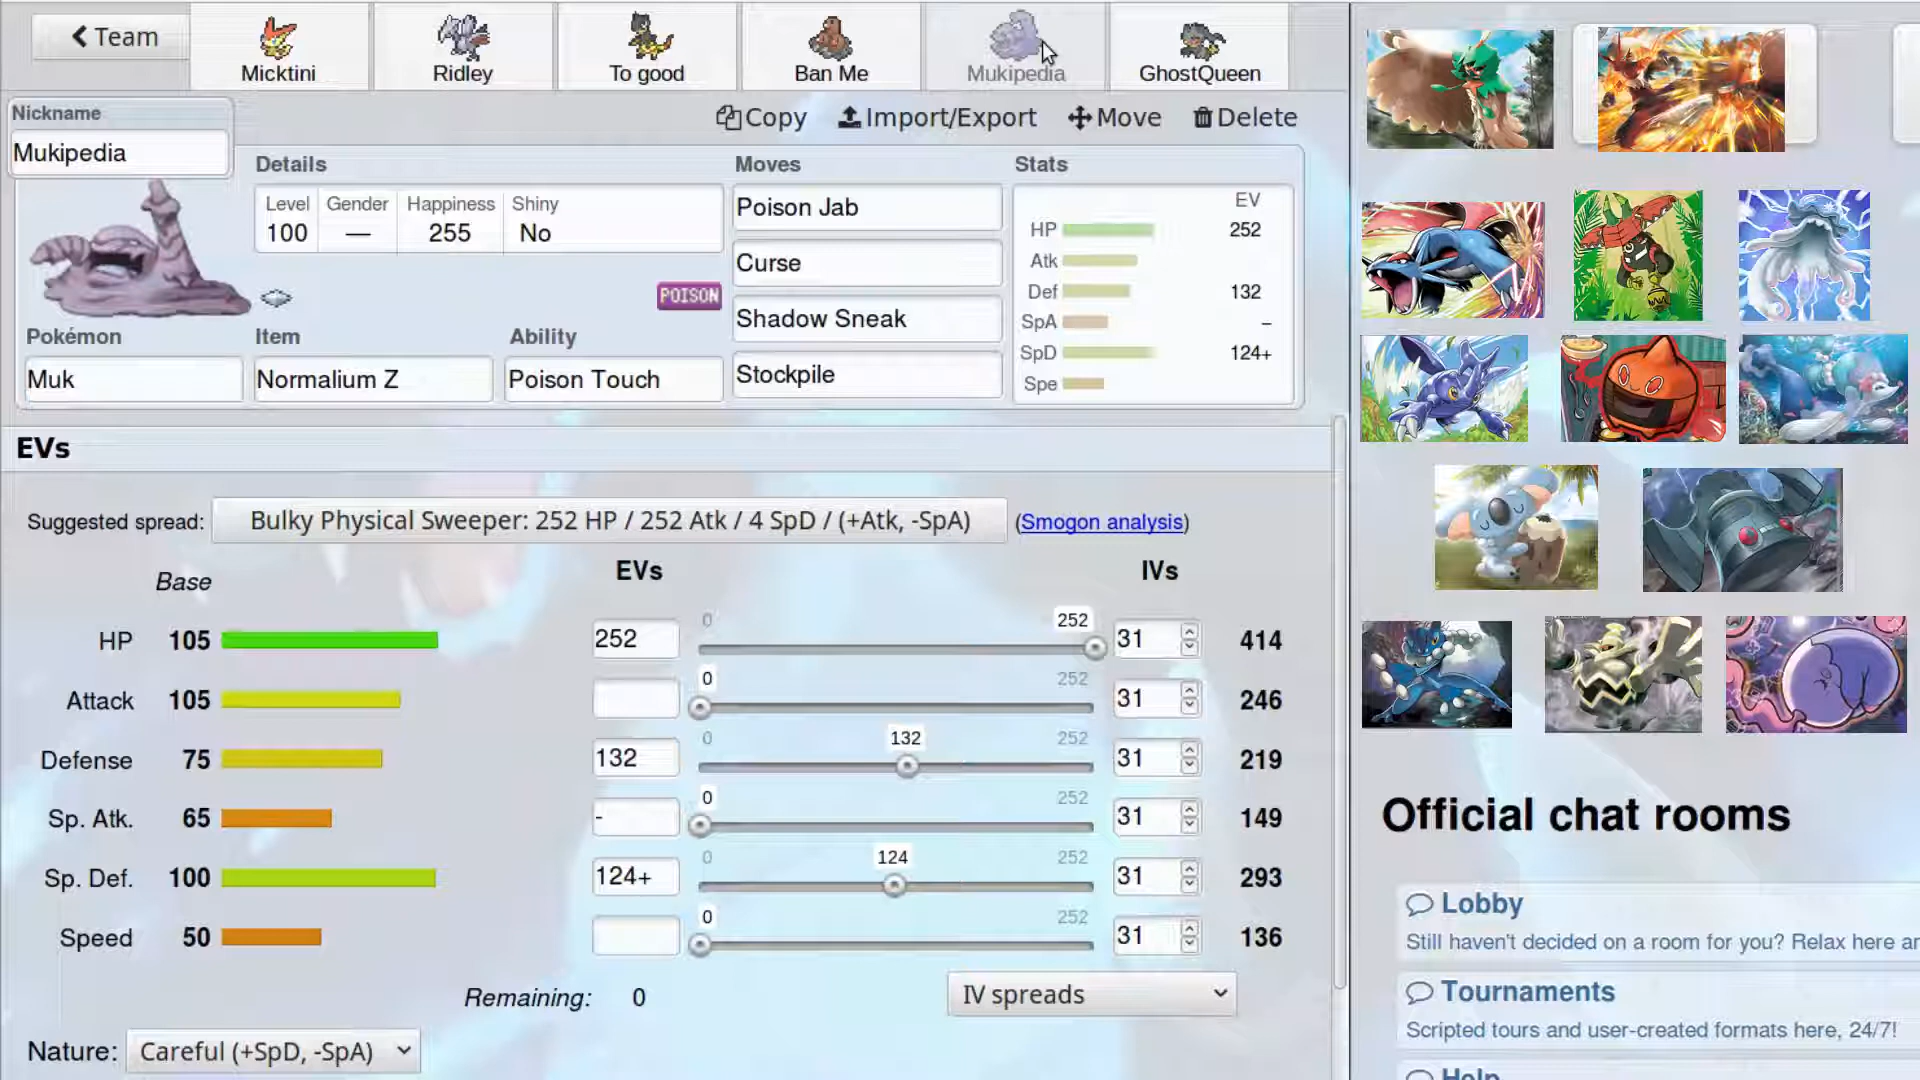 Team
Micktini
Ridley
To good
Ban Me
Mukipedia
GhostQueen
Nickname
Mukipedia
Copy
Import/Export
Move
Delete
Details
Moves
Stats
Level
Gender
Happiness
Shiny
100
—
255
No
POISON
Pokémon
Item
Ability
Muk
Normalium Z
Poison Touch
Poison Jab
Curse
Shadow Sneak
Stockpile
EV
HP 252
Atk
Def 132
SpA –
SpD 124+
Spe
EVs
Suggested spread: Bulky Physical Sweeper: 252 HP / 252 Atk / 4 SpD / (+Atk, -SpA) (Smogon analysis)
Base EVs IVs
HP 105 252 0 252 31 414
Attack 105 0 252 31 246
Defense 75 132 0 132 252 31 219
Sp. Atk. 65 - 0 252 31 149
Sp. Def. 100 124+ 0 124 252 31 293
Speed 50 0 252 31 136
Remaining: 0 IV spreads
Nature: Careful (+SpD, -SpA)
Official chat rooms
Lobby
Still haven't decided on a room for you? Relax here
Tournaments
Scripted tours and user-created formats here, 24/7!
Help